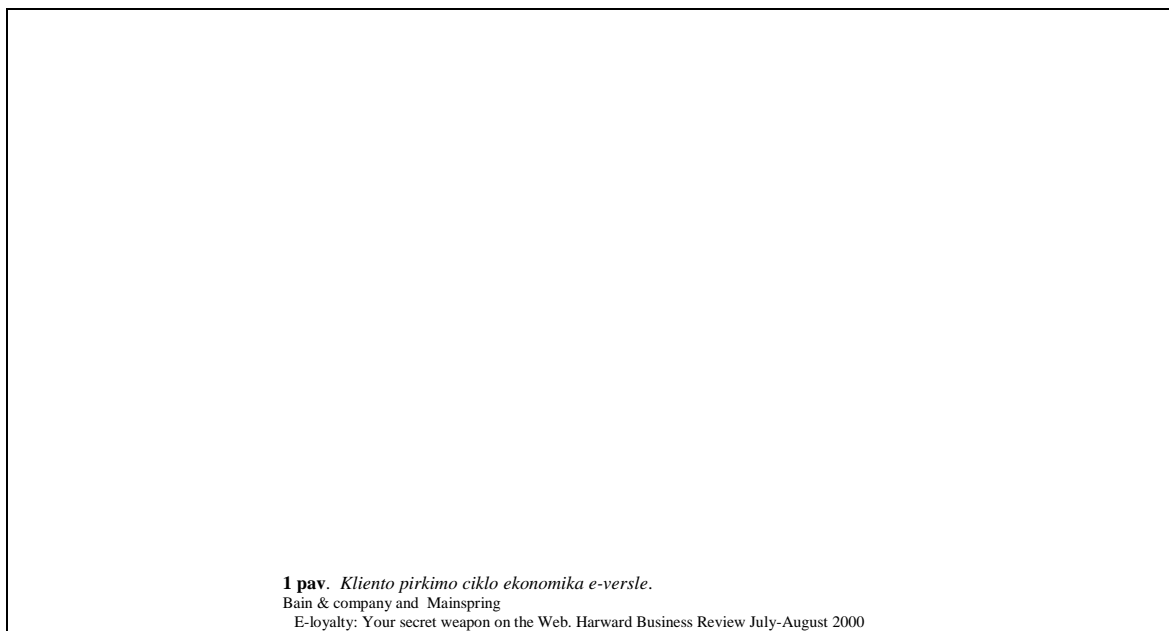 1 pav. Kliento pirkimo ciklo ekonomika e-versle.
Bain & company and Mainspring
E-loyalty: Your secret weapon on the Web. Harward Business Review July-August 2000